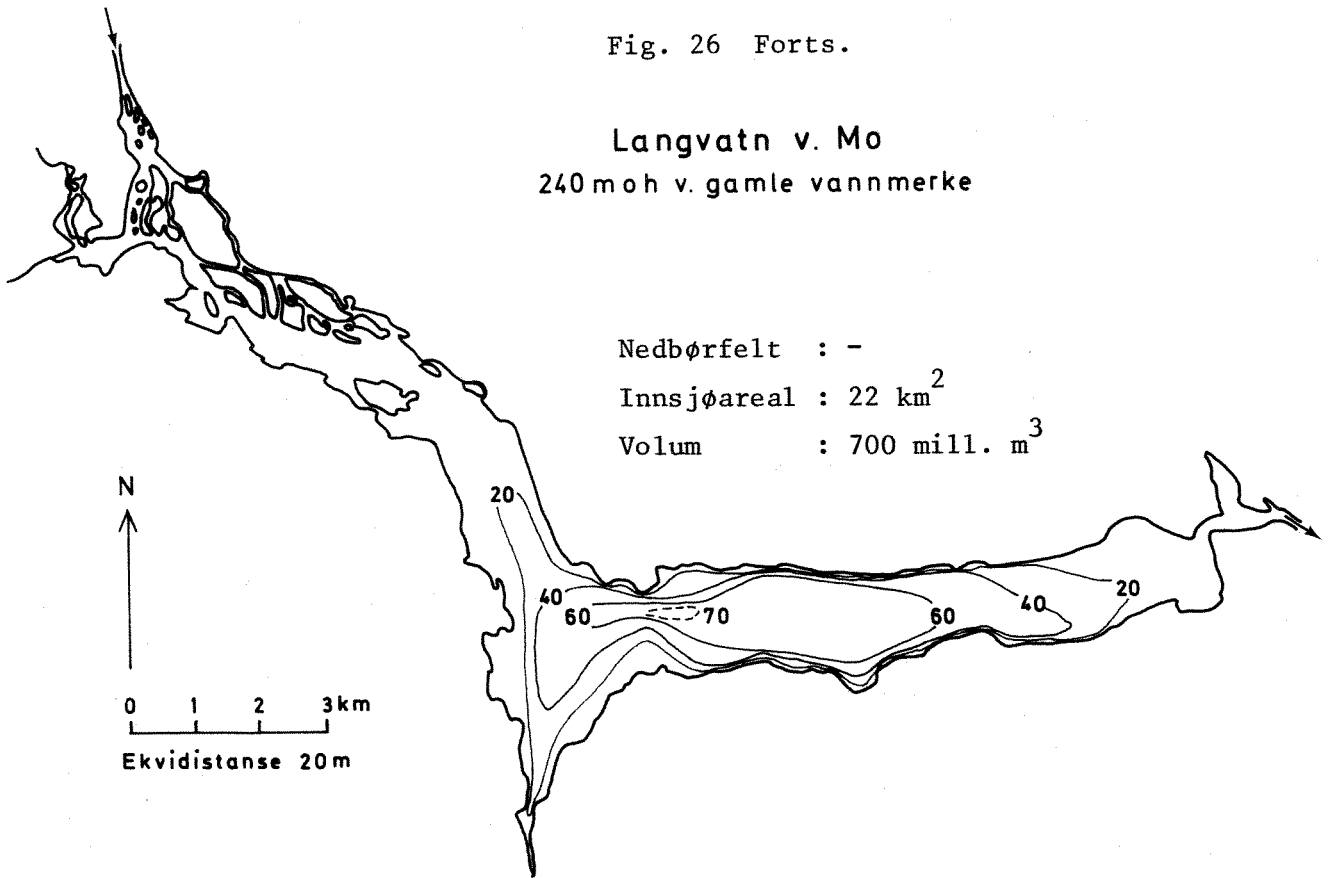 Fig. 26 Forts.
Langvatn v. Mo
240 moh v. gamle vannmerke
Nedbørfelt : -
Innsjøareal : 22 km²
Volum : 700 mill. m³
N
20
40
60
70
60
40
20
0 1 2 3 km
Ekvidistanse 20 m